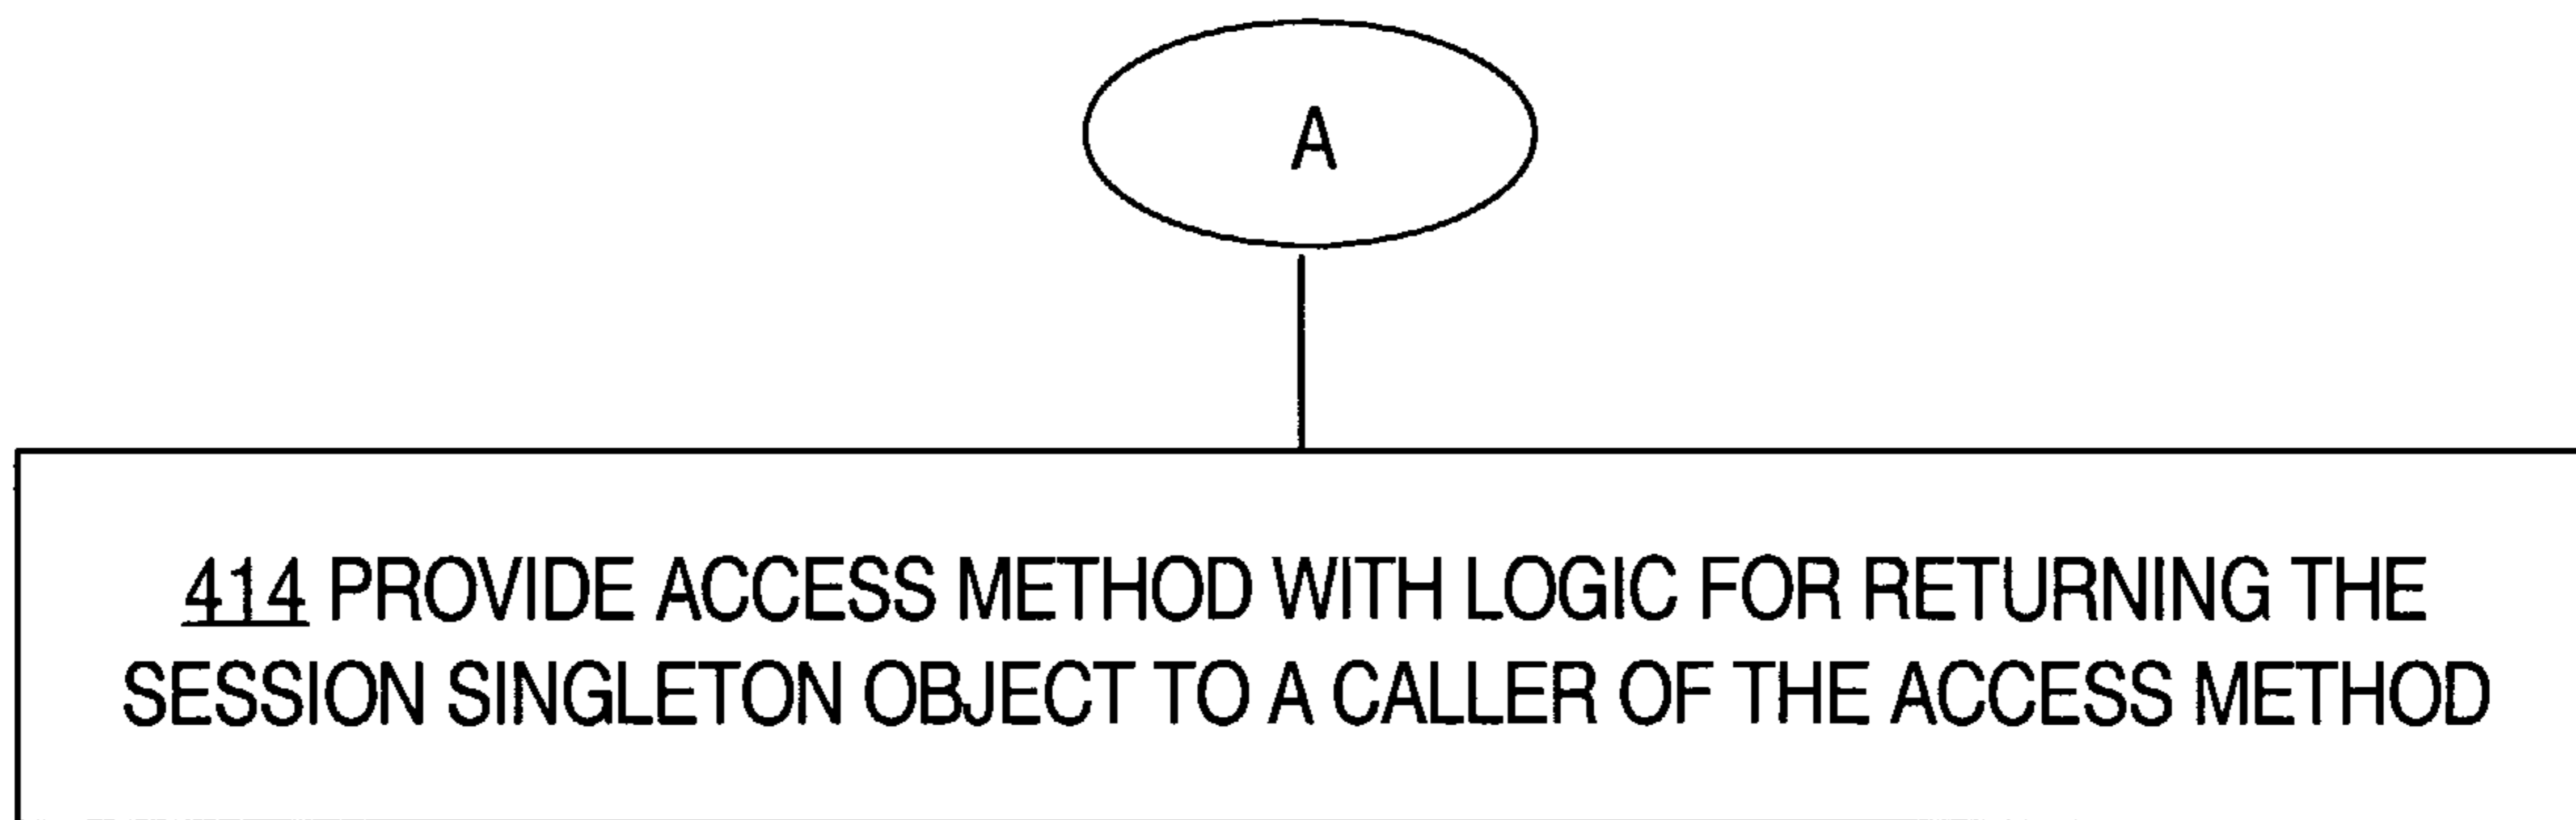 A
414 PROVIDE ACCESS METHOD WITH LOGIC FOR RETURNING THE
SESSION SINGLETON OBJECT TO A CALLER OF THE ACCESS METHOD